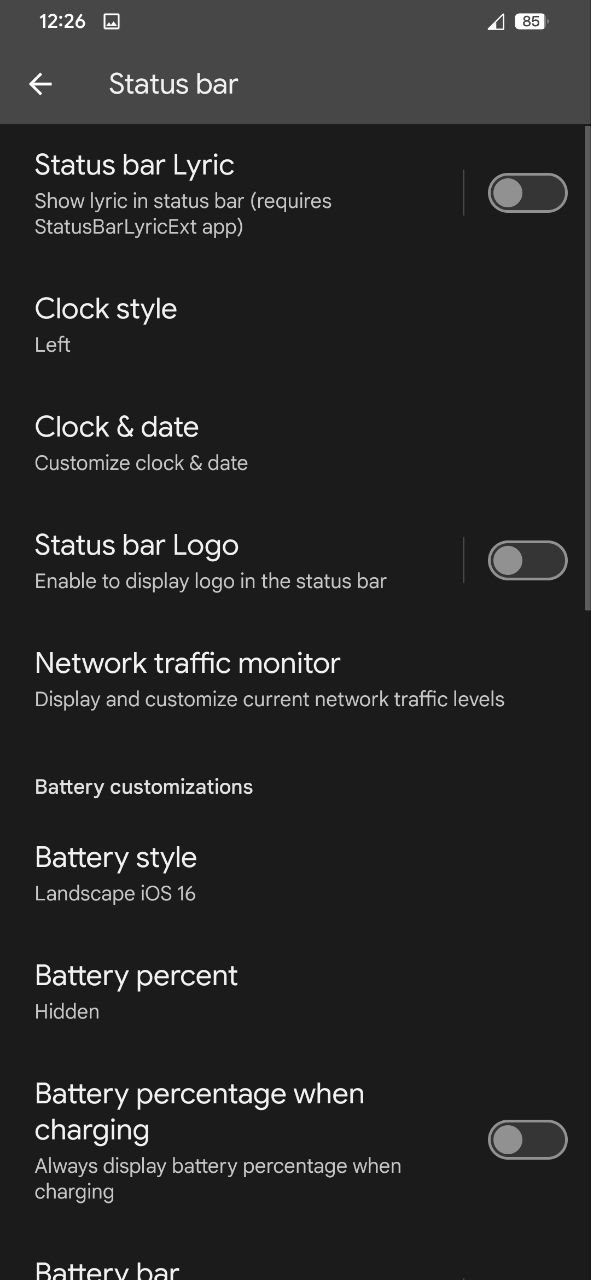 12:26
85
Status bar
Status bar Lyric
Show lyric in status bar (requires
StatusBarLyricExt app)
Clock style
Left
Clock & date
Customize clock & date
Status bar Logo
Enable to display logo in the status bar
Network traffic monitor
Display and customize current network traffic levels
Battery customizations
Battery style
Landscape iOS 16
Battery percent
Hidden
Battery percentage when
charging
Always display battery percentage when
charging
Battery bar